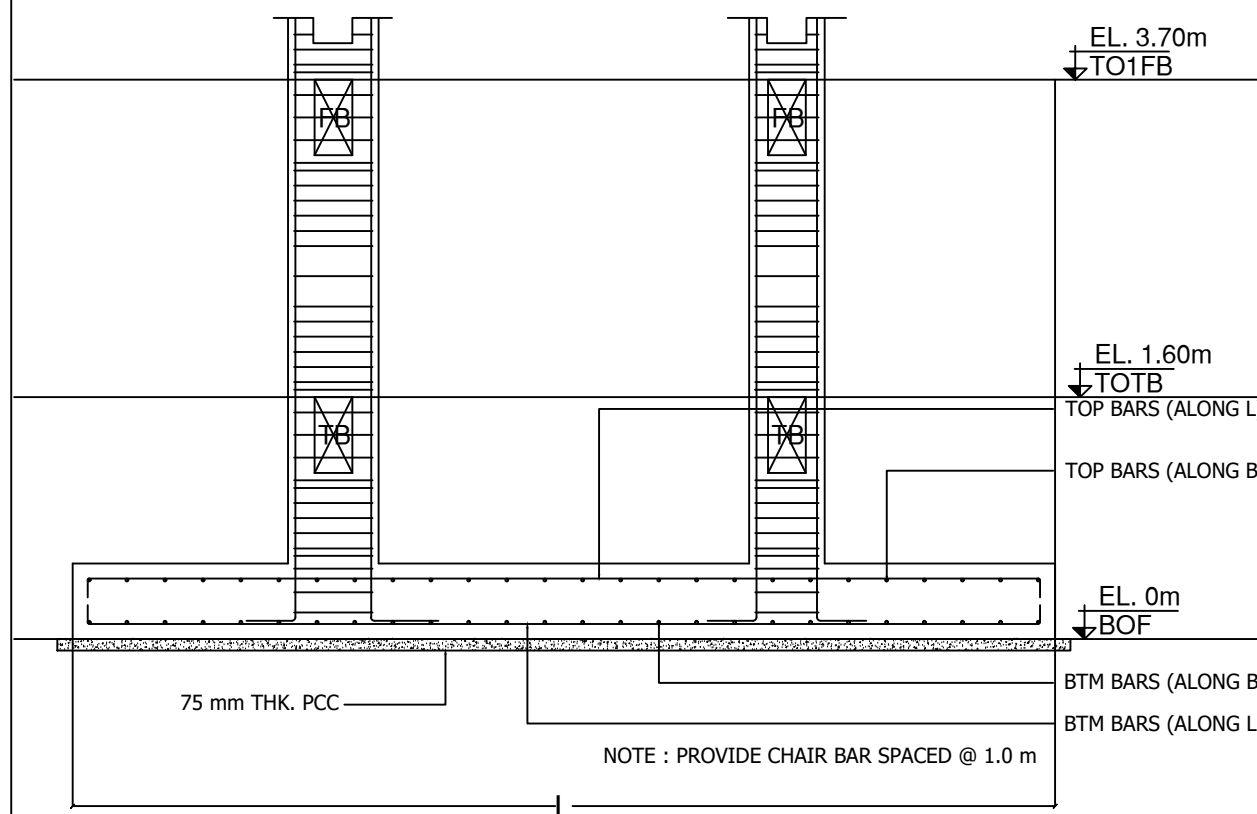 EL. 3.70m
TO1FB
FB FB
EL. 1.60m
TOTB
TB TB
TOP BARS (ALONG L
TOP BARS (ALONG B
EL. 0m
BOF
BTM BARS (ALONG B
75 mm THK. PCC
BTM BARS (ALONG L
NOTE : PROVIDE CHAIR BAR SPACED @ 1.0 m